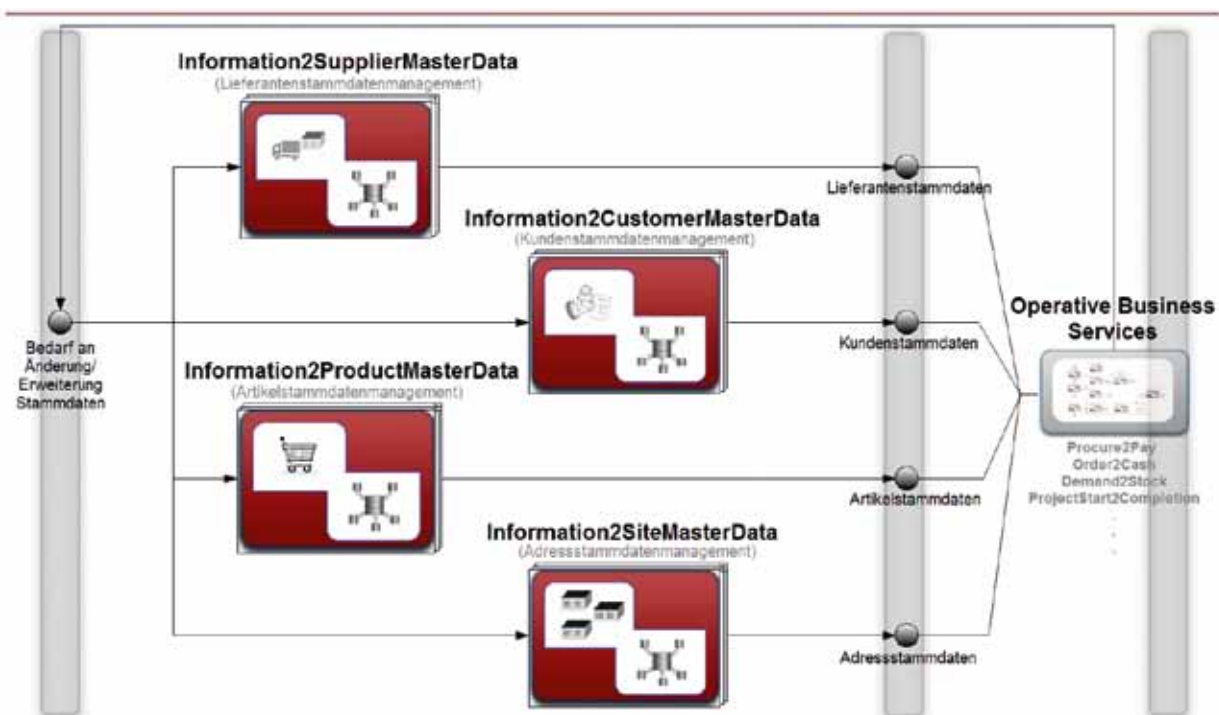 Information2SupplierMasterData
(Lieferantenstammdatenmanagement)
Lieferantenstammdaten
Information2CustomerMasterData
(Kundenstammdatenmanagement)
Operative Business
Services
Bedarf an
Änderung/
Erweiterung
Stammdaten
Kundenstammdaten
Information2ProductMasterData
(Artikelstammdatenmanagement)
Procure2Pay
Order2Cash
Demand2Stock
ProjectStart2Completion
Artikelstammdaten
Information2SiteMasterData
(Adressstammdatenmanagement)
Adressstammdaten